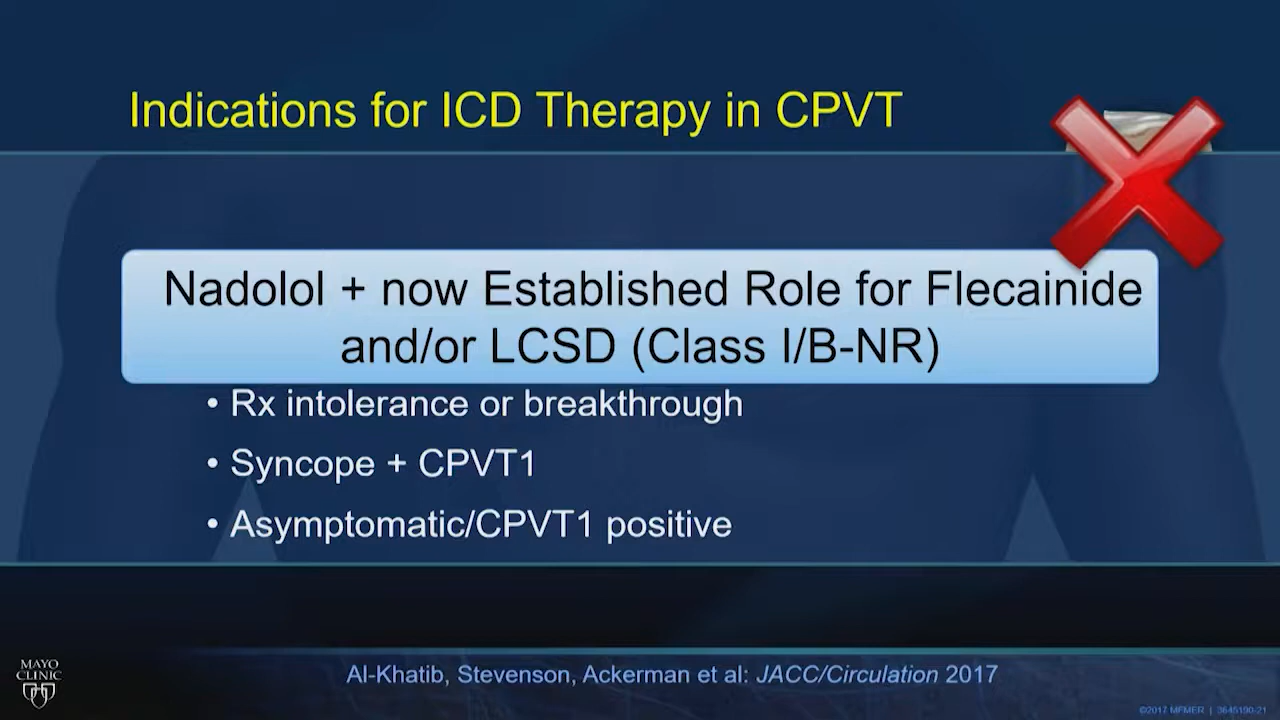 Indications for ICD Therapy in CPVT
Nadolol + now Established Role for Flecainide
and/or LCSD (Class I/B-NR)
• Rx intolerance or breakthrough
• Syncope + CPVT1
• Asymptomatic/CPVT1 positive
MAYO
CLINIC
Al-Khatib, Stevenson, Ackerman et al: JACC/Circulation 2017
©2017 MFMER | 3645190-21